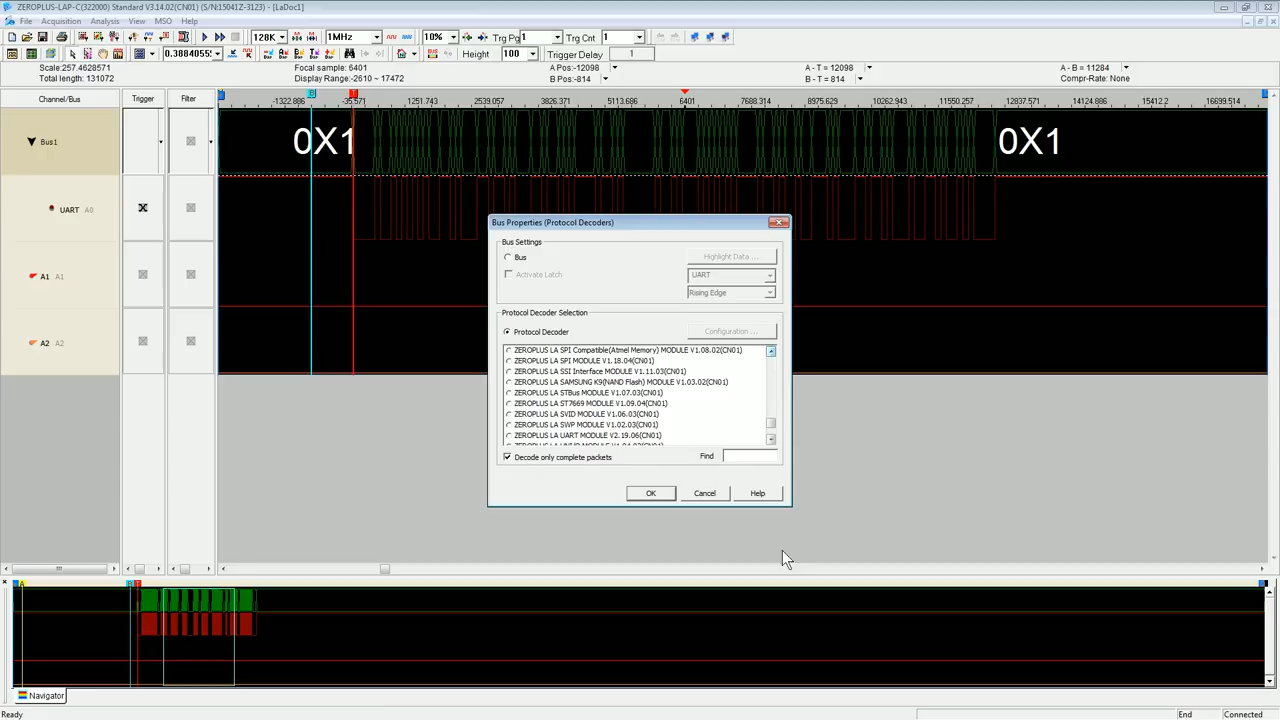 ZEROPLUS-LAP-C(322000) Standard V3.14.02(CN01) (S/N:15041Z-3123) - [LaDoc1]
File Acquisition Analysis View MSO Help
128K 1MHz 10% Trg Pg 1 Trg Cnt 1
Height 100 Trigger Delay 1
Scale:257.4628571 Focal sample: 6401 A Pos:-12098 A - T = 12098 A - B = 11284
Total length: 131072 Display Range:-2610 ~ 17472 B Pos:-814 B - T = 814 Compr-Rate: None
Channel/Bus Trigger Filter -1322.886 -35.571 1251.743 2539.057 3826.371 5113.686 6401 7688.314 8975.629 10262.943 11550.257 12837.571 14124.886 15412.2 16699.514
B T
Bus1 0X1 0X1
UART A0
A1 A1
A2 A2
Bus Properties (Protocol Decoders)
Bus Settings
Bus Highlight Data ...
Activate Latch UART
Rising Edge
Protocol Decoder Selection
Protocol Decoder Configuration ...
ZEROPLUS LA SPI Compatible(Atmel Memory) MODULE V1.08.02(CN01)
ZEROPLUS LA SPI MODULE V1.18.04(CN01)
ZEROPLUS LA SSI Interface MODULE V1.11.03(CN01)
ZEROPLUS LA SAMSUNG K9(NAND Flash) MODULE V1.03.02(CN01)
ZEROPLUS LA STBus MODULE V1.07.03(CN01)
ZEROPLUS LA ST7669 MODULE V1.09.04(CN01)
ZEROPLUS LA SVID MODULE V1.06.03(CN01)
ZEROPLUS LA SWP MODULE V1.02.03(CN01)
ZEROPLUS LA UART MODULE V2.19.06(CN01)
Decode only complete packets Find
OK Cancel Help
A B T
Navigator
Ready End Connected